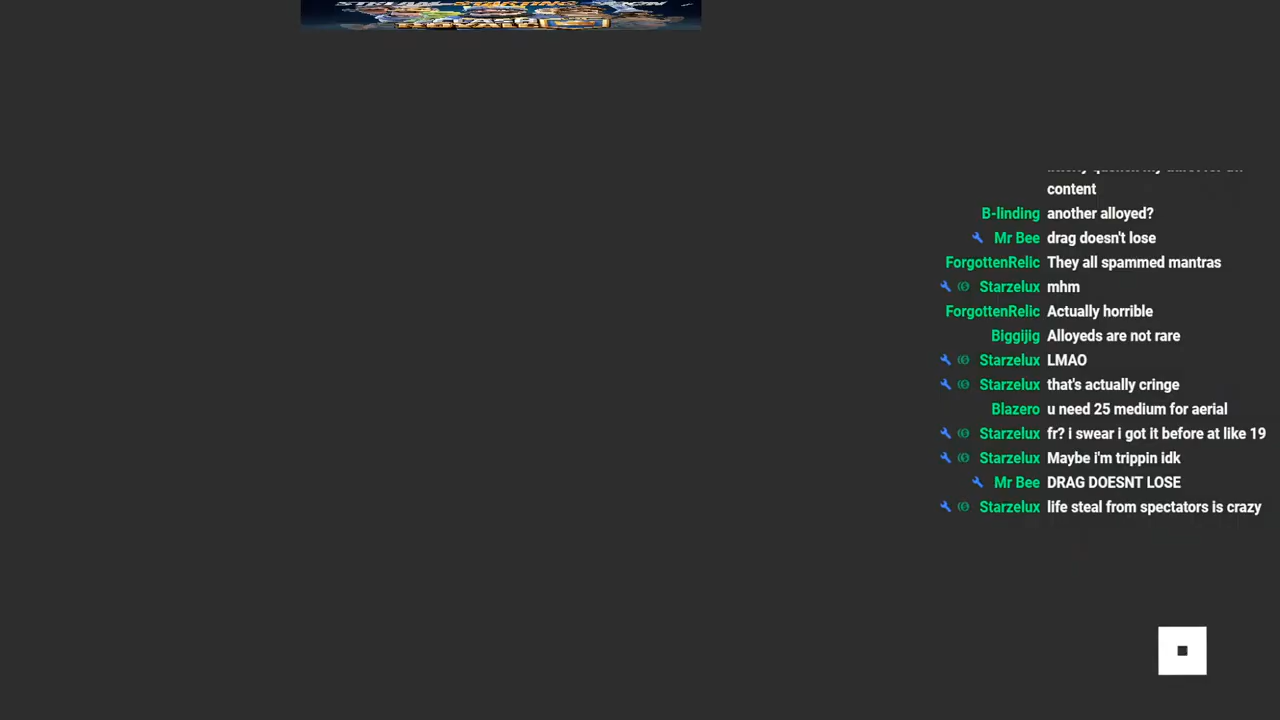 STREAM STARTING SOON
content
B-linding another alloyed?
Mr Bee drag doesn't lose
ForgottenRelic They all spammed mantras
Starzelux mhm
ForgottenRelic Actually horrible
Biggijig Alloyeds are not rare
Starzelux LMAO
Starzelux that's actually cringe
Blazero u need 25 medium for aerial
Starzelux fr? i swear i got it before at like 19
Starzelux Maybe i'm trippin idk
Mr Bee DRAG DOESNT LOSE
Starzelux life steal from spectators is crazy